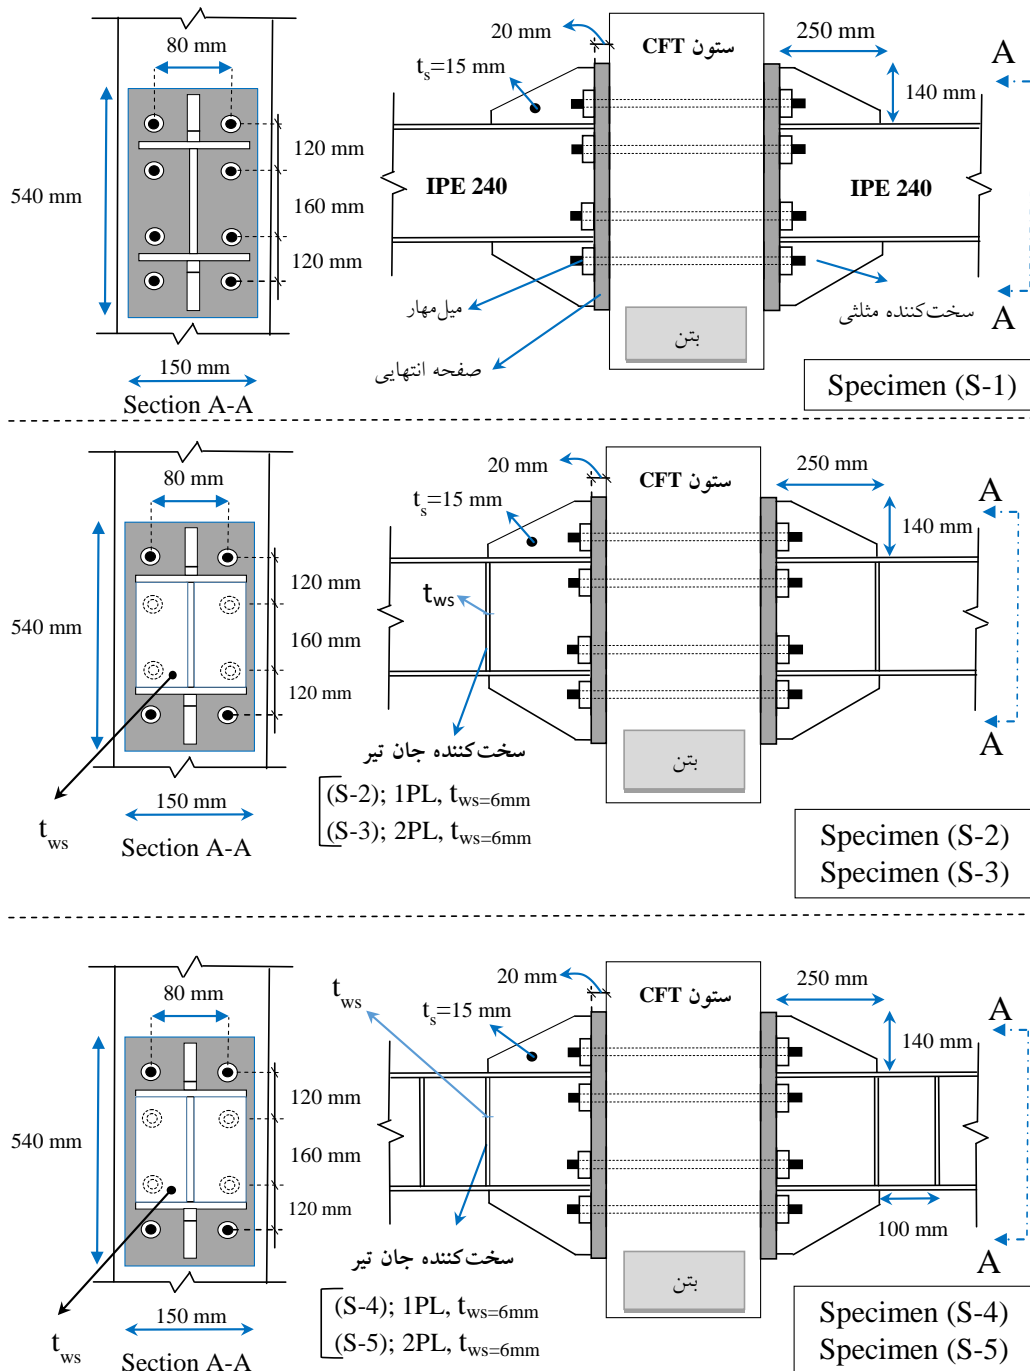 80 mm
540 mm
120 mm
160 mm
120 mm
150 mm
Section A-A
20 mm
ستون CFT
250 mm
A
ts=15 mm
140 mm
IPE 240
IPE 240
میل‌مهار
صفحه انتهایی
سخت‌کننده مثلثی
بتن
A
Specimen (S-1)
80 mm
540 mm
120 mm
160 mm
120 mm
150 mm
tws
Section A-A
20 mm
ستون CFT
250 mm
A
ts=15 mm
140 mm
tws
سخت‌کننده جان تیر
(S-2); 1PL, tws=6mm
(S-3); 2PL, tws=6mm
بتن
A
Specimen (S-2)
Specimen (S-3)
80 mm
540 mm
120 mm
160 mm
120 mm
150 mm
tws
Section A-A
20 mm
ستون CFT
250 mm
A
tws
ts=15 mm
140 mm
100 mm
سخت‌کننده جان تیر
(S-4); 1PL, tws=6mm
(S-5); 2PL, tws=6mm
بتن
A
Specimen (S-4)
Specimen (S-5)